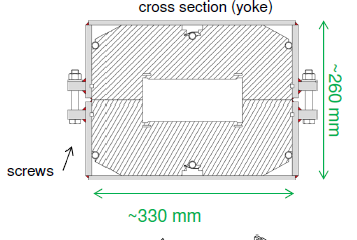 cross section (yoke)
~260 mm
screws
~330 mm